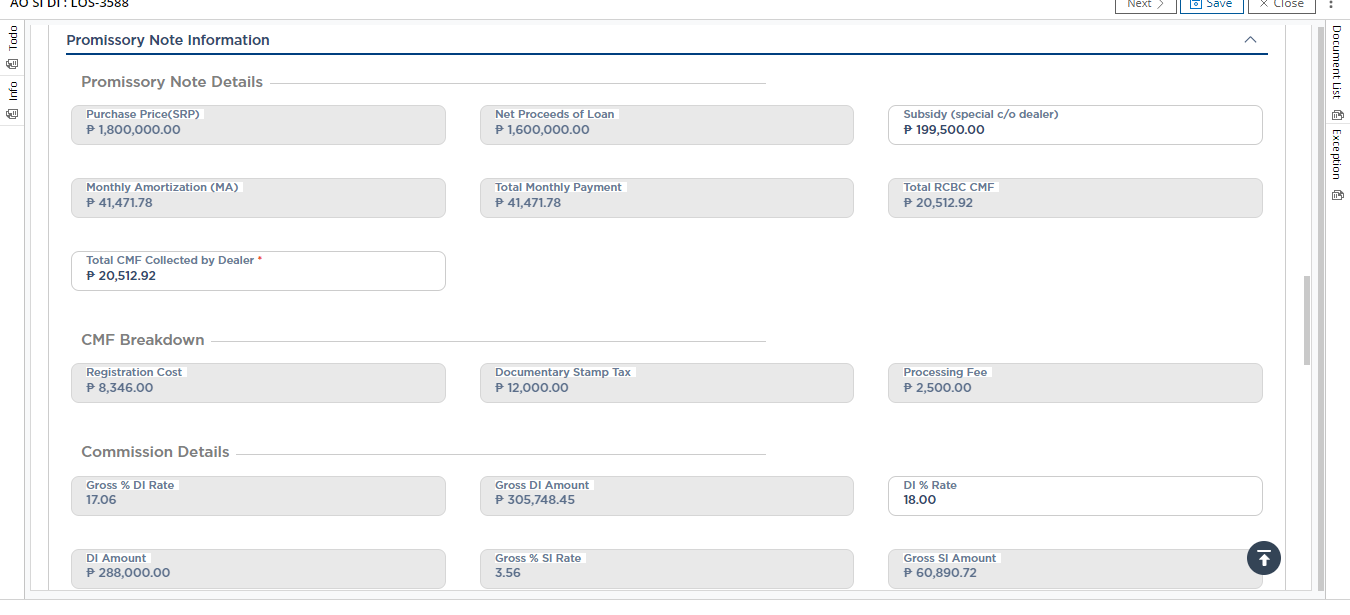 AO SI DI : LOS-3588
Next
Save
Close
Todo
Info
Document List
Exception
Promissory Note Information
Promissory Note Details
Purchase Price(SRP)
₱ 1,800,000.00
Net Proceeds of Loan
₱ 1,600,000.00
Subsidy (special c/o dealer)
₱ 199,500.00
Monthly Amortization (MA)
₱ 41,471.78
Total Monthly Payment
₱ 41,471.78
Total RCBC CMF
₱ 20,512.92
Total CMF Collected by Dealer *
₱ 20,512.92
CMF Breakdown
Registration Cost
₱ 8,346.00
Documentary Stamp Tax
₱ 12,000.00
Processing Fee
₱ 2,500.00
Commission Details
Gross % DI Rate
17.06
Gross DI Amount
₱ 305,748.45
DI % Rate
18.00
DI Amount
₱ 288,000.00
Gross % SI Rate
3.56
Gross SI Amount
₱ 60,890.72